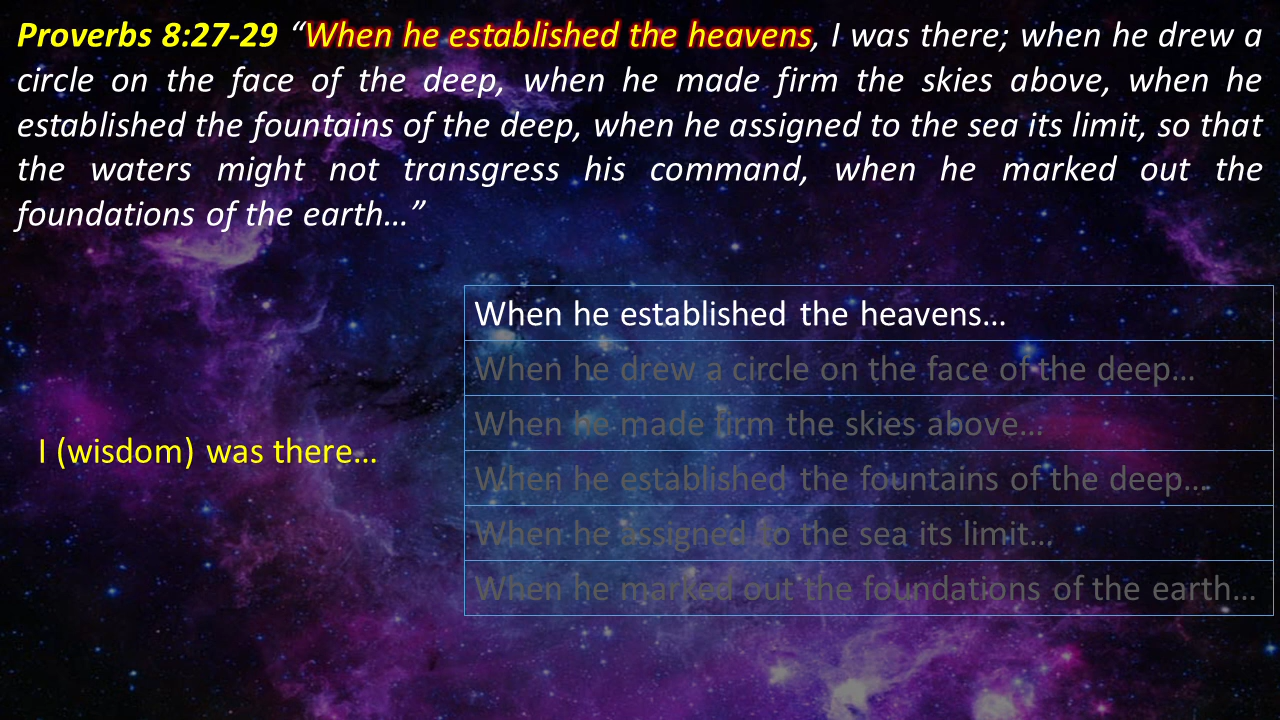 Proverbs 8:27-29 “When he established the heavens, I was there; when he drew a
circle on the face of the deep, when he made firm the skies above, when he
established the fountains of the deep, when he assigned to the sea its limit, so that
the waters might not transgress his command, when he marked out the
foundations of the earth…”
I (wisdom) was there…
When he established the heavens…
When he drew a circle on the face of the deep…
When he made firm the skies above…
When he established the fountains of the deep…
When he assigned to the sea its limit…
When he marked out the foundations of the earth…